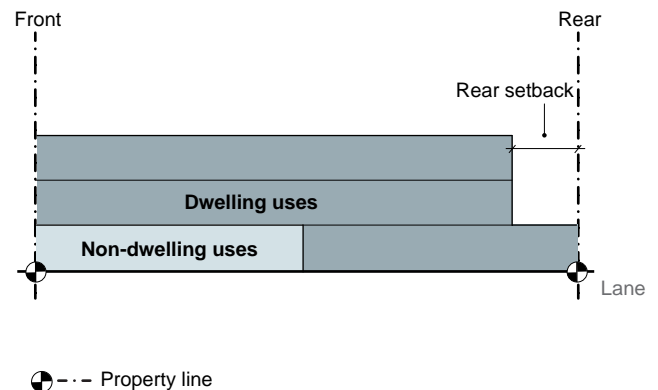 Front
Rear
Rear setback
Dwelling uses
Non-dwelling uses
Lane
Property line